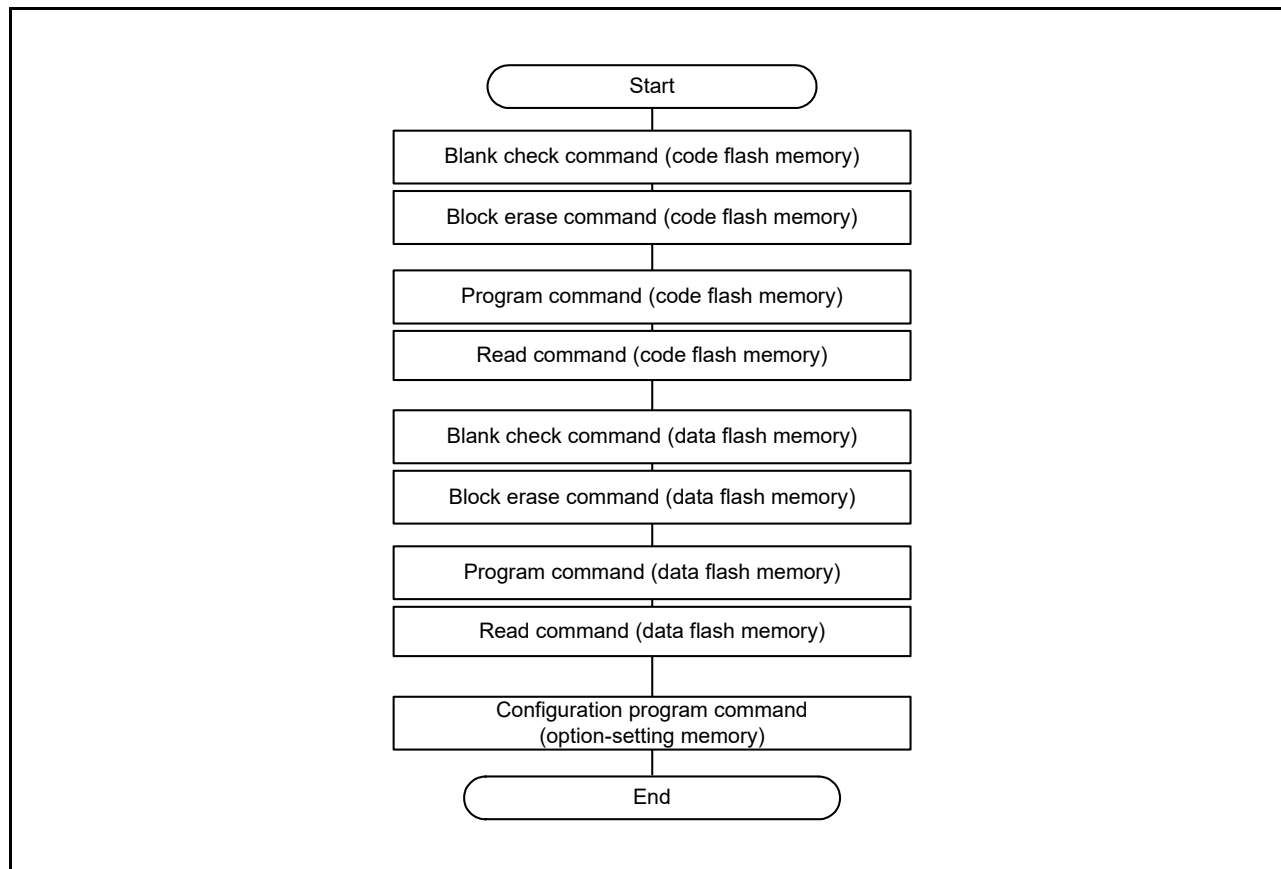 Start
Blank check command (code flash memory)
Block erase command (code flash memory)
Program command (code flash memory)
Read command (code flash memory)
Blank check command (data flash memory)
Block erase command (data flash memory)
Program command (data flash memory)
Read command (data flash memory)
Configuration program command
(option-setting memory)
End